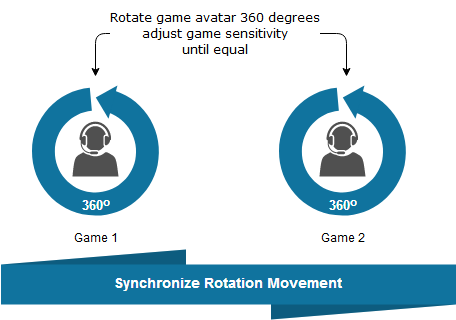 Rotate game avatar 360 degrees
adjust game sensitivity
until equal
360º
360º
Game 1
Game 2
Synchronize Rotation Movement